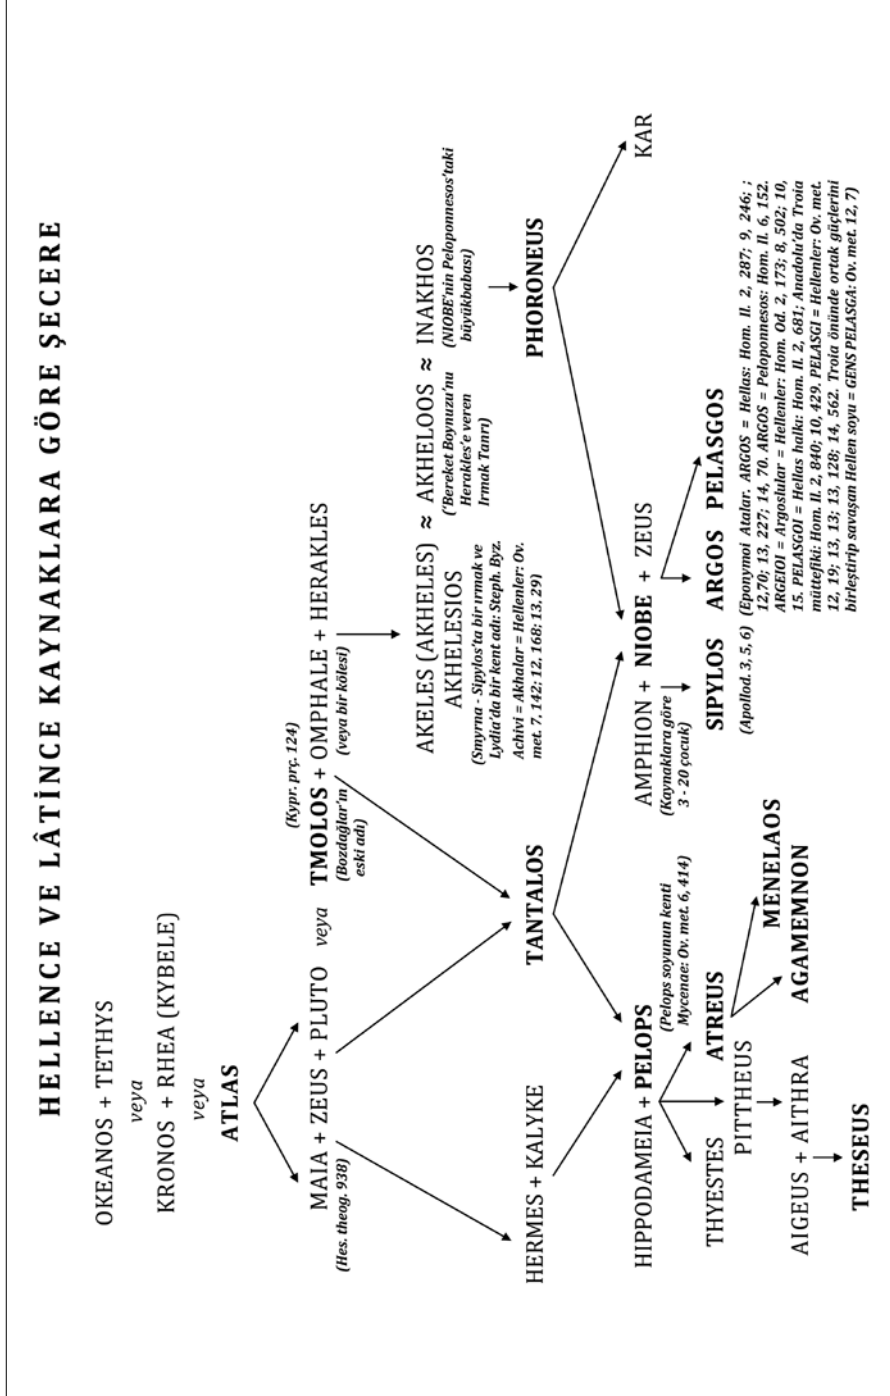 HELLENCE VE LÂTİNCE KAYNAKLARA GÖRE ŞECERE
OKEANOS + TETHYS
veya
KRONOS + RHEA (KYBELE)
veya
ATLAS
(Kypr. prç. 124)
MAIA + ZEUS + PLUTO veya TMOLOS + OMPHALE + HERAKLES
(Hes. theog. 938)
(Bozdağlar'ın
eski adı)
(veya bir kölesi)
AKELES (AKHELES) ≈ AKHELOOS ≈ INAKHOS
AKHELESIOS
(Smyrna - Sipylos'ta bir ırmak ve
Lydia'da bir kent adı: Steph. Byz.
Achivi = Akhalar = Hellenler: Ov.
met. 7, 142; 12. 168; 13. 29)
('Bereket Boynuzu'nu
Herakles'e veren
Irmak Tanrı)
(NIOBE'nin Peloponnesos'taki
büyükbabası)
HERMES + KALYKE
TANTALOS
PHORONEUS
HIPPODAMEIA + PELOPS
(Pelops soyunun kenti
Mycenae: Ov. met. 6, 414)
AMPHION + NIOBE + ZEUS
(Kaynaklara göre
3 - 20 çocuk)
KAR
THYESTES
PITTHEUS
ATREUS
SIPYLOS
(Apollod. 3, 5, 6)
ARGOS PELASGOS
(Eponymoi Atalar. ARGOS = Hellas: Hom. Il. 2, 287; 9, 246; ;
12,70; 13, 227; 14, 70. ARGOS = Peloponnesos: Hom. Il. 6, 152.
ARGEIOI = Argoslular = Hellenler: Hom. Od. 2, 173; 8, 502; 10,
15. PELASGOI = Hellas halkı: Hom. Il. 2, 681; Anadolu'da Troia
müttefiki: Hom. Il. 2, 840; 10, 429. PELASGI = Hellenler: Ov. met.
12, 19; 13, 13; 13, 128; 14, 562. Troia önünde ortak güçlerini
birleştirip savaşan Hellen soyu = GENS PELASGA: Ov. met. 12, 7)
MENELAOS
AGAMEMNON
AIGEUS + AITHRA
THESEUS